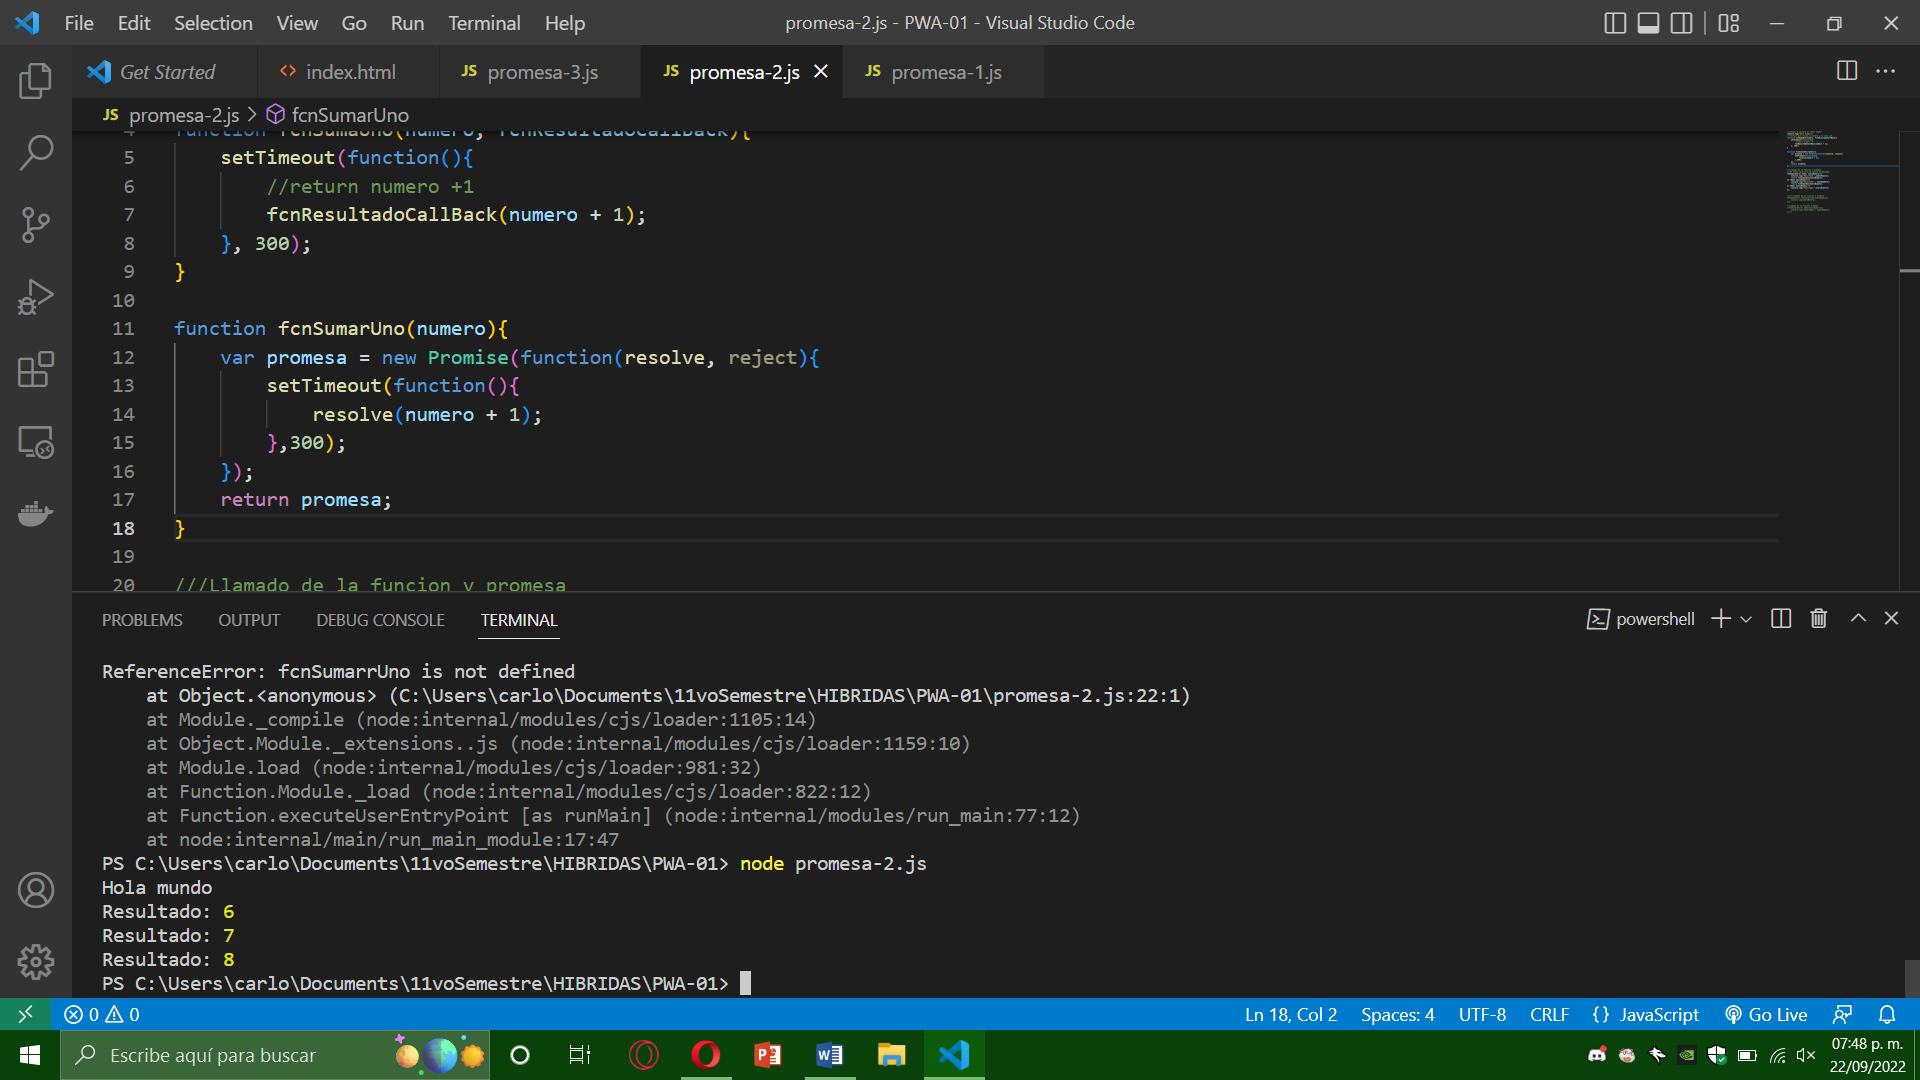 File Edit Selection View Go Run Terminal Help
promesa-2.js - PWA-01 - Visual Studio Code
Get Started
index.html
JS promesa-3.js
JS promesa-2.js
JS promesa-1.js
JS promesa-2.js > fcnSumarUno
4 function fcnSumaUno(numero, fcnResultadoCallBack){
5 setTimeout(function(){
6 //return numero +1
7 fcnResultadoCallBack(numero + 1);
8 }, 300);
9 }
10
11 function fcnSumarUno(numero){
12 var promesa = new Promise(function(resolve, reject){
13 setTimeout(function(){
14 resolve(numero + 1);
15 },300);
16 });
17 return promesa;
18 }
19
20 ///Llamado de la funcion y promesa
PROBLEMS OUTPUT DEBUG CONSOLE TERMINAL
powershell
ReferenceError: fcnSumarrUno is not defined
at Object.<anonymous> (C:\Users\carlo\Documents\11voSemestre\HIBRIDAS\PWA-01\promesa-2.js:22:1)
at Module._compile (node:internal/modules/cjs/loader:1105:14)
at Object.Module._extensions..js (node:internal/modules/cjs/loader:1159:10)
at Module.load (node:internal/modules/cjs/loader:981:32)
at Function.Module._load (node:internal/modules/cjs/loader:822:12)
at Function.executeUserEntryPoint [as runMain] (node:internal/modules/run_main:77:12)
at node:internal/main/run_main_module:17:47
PS C:\Users\carlo\Documents\11voSemestre\HIBRIDAS\PWA-01> node promesa-2.js
Hola mundo
Resultado: 6
Resultado: 7
Resultado: 8
PS C:\Users\carlo\Documents\11voSemestre\HIBRIDAS\PWA-01>
0 0
Ln 18, Col 2 Spaces: 4 UTF-8 CRLF {} JavaScript Go Live
Escribe aquí para buscar
07:48 p. m.
22/09/2022